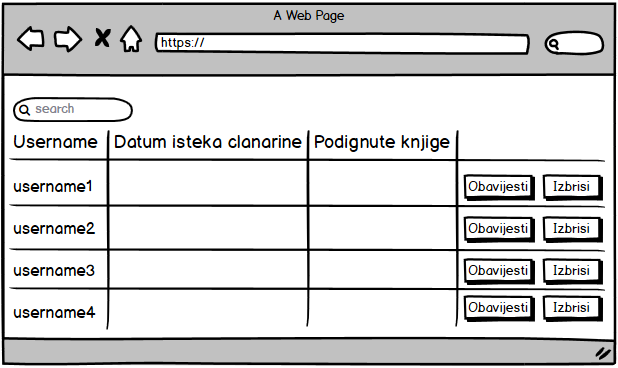 A Web Page
https://
search
Username Datum isteka clanarine Podignute knjige
username1 Obavijesti Izbrisi
username2 Obavijesti Izbrisi
username3 Obavijesti Izbrisi
username4 Obavijesti Izbrisi